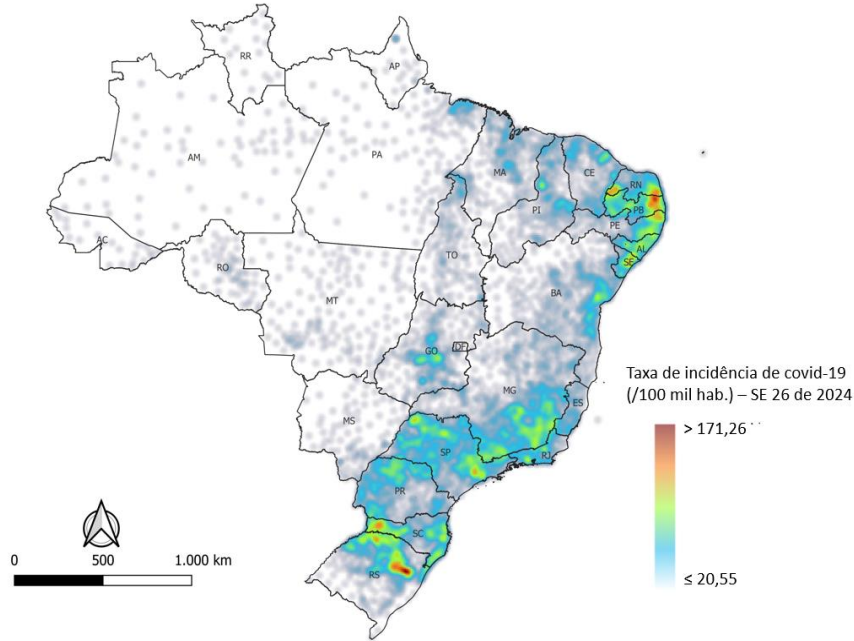 RR
AP
AM
PA
MA
CE
RN
PB
PI
PE
AC
AL
TO
SE
RO
BA
MT
GO
DF
MG
MS
ES
SP
RJ
PR
SC
RS
Taxa de incidência de covid-19
(/100 mil hab.) – SE 26 de 2024
> 171,26
≤ 20,55
0 500 1.000 km